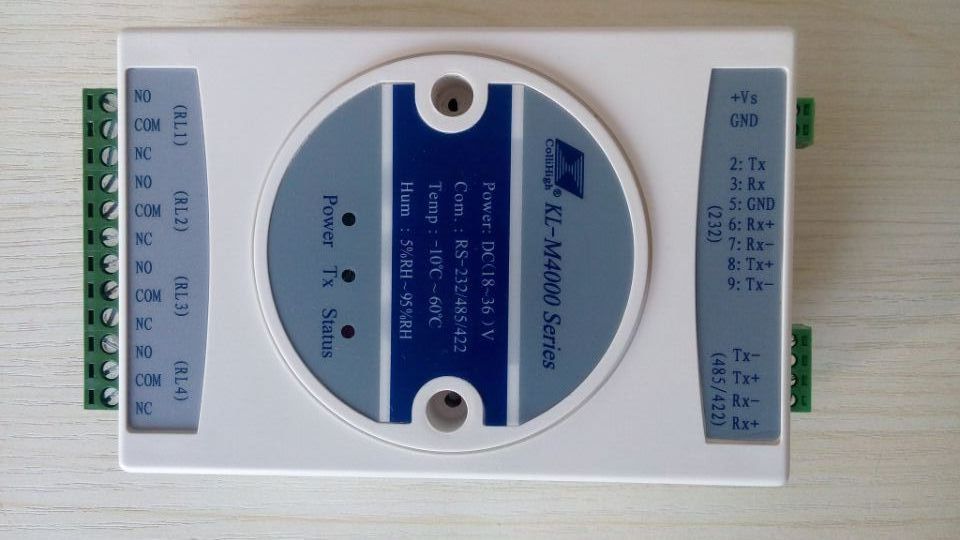 NO
COM
NC
(RL1)
NO
COM
NC
(RL2)
NO
COM
NC
(RL3)
NO
COM
NC
(RL4)
ColliHigh® KL-M4000 Series
Power: DC(18~36)V
Com.: RS-232/485/422
Temp: -10℃~60℃
Hum : 5%RH~95%RH
Power Tx Status
+Vs
GND
2: Tx
3: Rx
5: GND
6: Rx+
7: Rx-
8: Tx+
9: Tx-
(232)
Tx-
Tx+
Rx-
Rx+
(485/422)